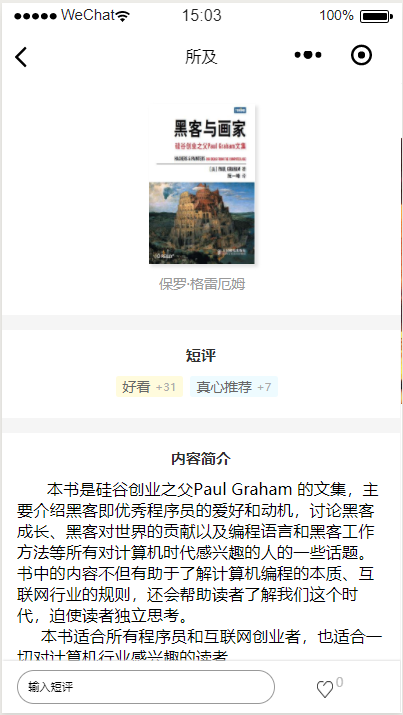 WeChat 15:03 100%
所及
黑客与画家
硅谷创业之父Paul Graham文集
保罗·格雷厄姆
短评
好看 +31 真心推荐 +7
内容简介
本书是硅谷创业之父Paul Graham 的文集，主
要介绍黑客即优秀程序员的爱好和动机，讨论黑客
成长、黑客对世界的贡献以及编程语言和黑客工作
方法等所有对计算机时代感兴趣的人的一些话题。
书中的内容不但有助于了解计算机编程的本质、互
联网行业的规则，还会帮助读者了解我们这个时
代，迫使读者独立思考。
本书适合所有程序员和互联网创业者，也适合一
切对计算机行业感兴趣的读者。
输入短评 0